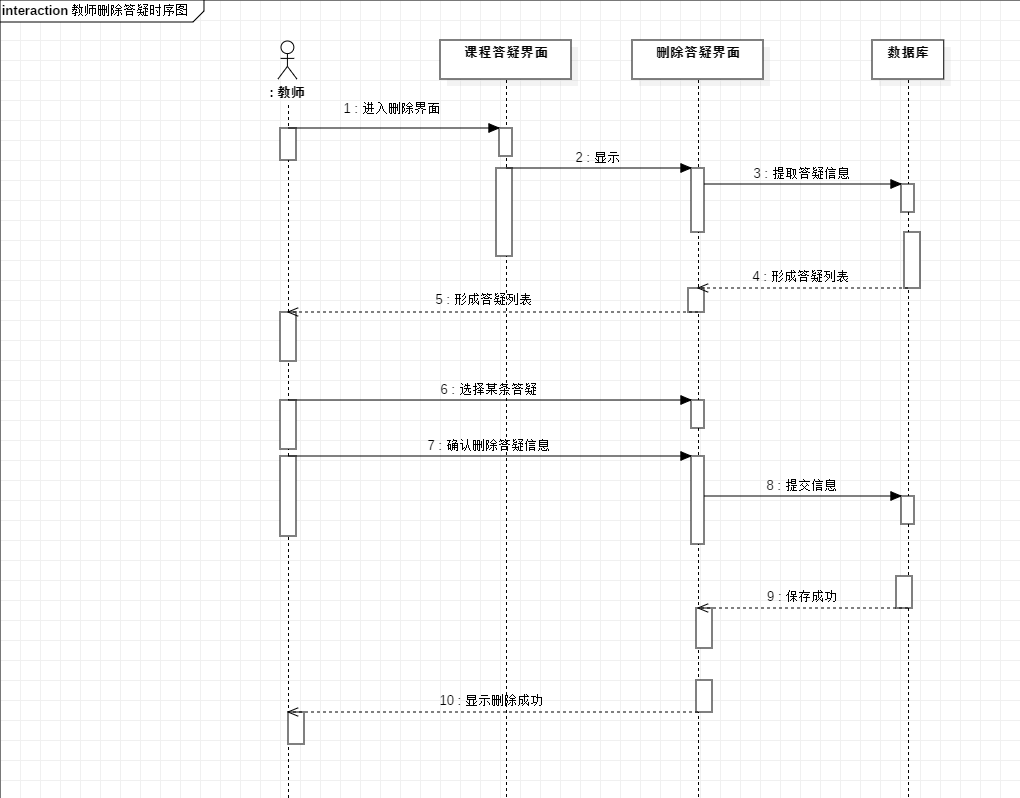 interaction 教师删除答疑时序图
课程答疑界面
删除答疑界面
数据库
: 教师
1 : 进入删除界面
2 : 显示
3 : 提取答疑信息
4 : 形成答疑列表
5 : 形成答疑列表
6 : 选择某条答疑
7 : 确认删除答疑信息
8 : 提交信息
9 : 保存成功
10 : 显示删除成功